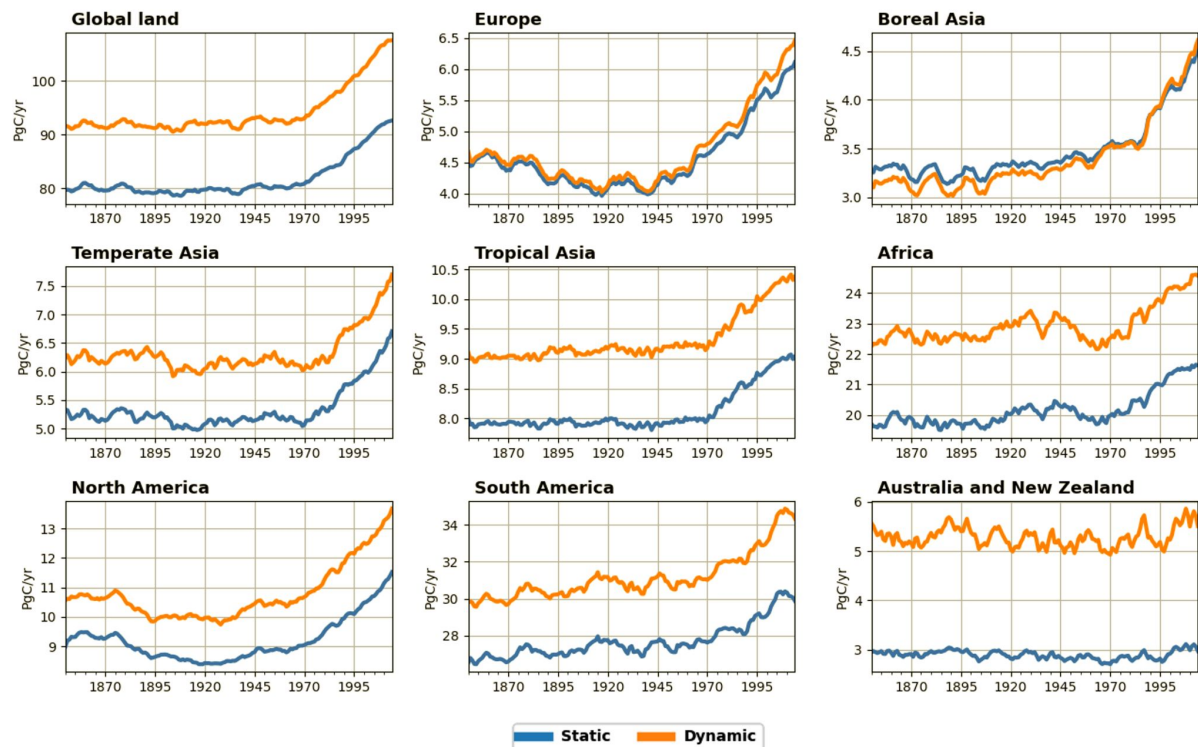 Global land
PgC/yr
100
90
80
1870 1895 1920 1945 1970 1995
Europe
PgC/yr
6.5
6.0
5.5
5.0
4.5
4.0
1870 1895 1920 1945 1970 1995
Boreal Asia
PgC/yr
4.5
4.0
3.5
3.0
1870 1895 1920 1945 1970 1995
Temperate Asia
PgC/yr
7.5
7.0
6.5
6.0
5.5
5.0
1870 1895 1920 1945 1970 1995
Tropical Asia
PgC/yr
10.5
10.0
9.5
9.0
8.5
8.0
1870 1895 1920 1945 1970 1995
Africa
PgC/yr
24
23
22
21
20
1870 1895 1920 1945 1970 1995
North America
PgC/yr
13
12
11
10
9
1870 1895 1920 1945 1970 1995
South America
PgC/yr
34
32
30
28
1870 1895 1920 1945 1970 1995
Australia and New Zealand
PgC/yr
6
5
4
3
1870 1895 1920 1945 1970 1995
Static Dynamic